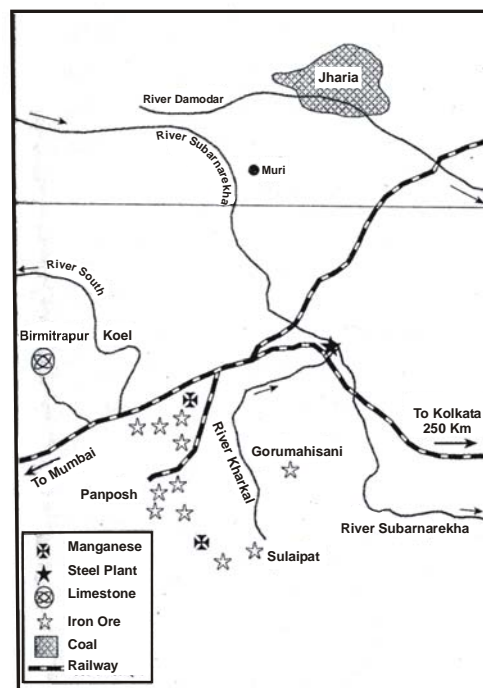 Jharia
River Damodar
River Subarnarekha
Muri
River South
Koel
Birmitrapur
To Kolkata
250 Km
To Mumbai
Gorumahisani
River Kharkal
Panposh
River Subarnarekha
Sulaipat
Manganese
Steel Plant
Limestone
Iron Ore
Coal
Railway